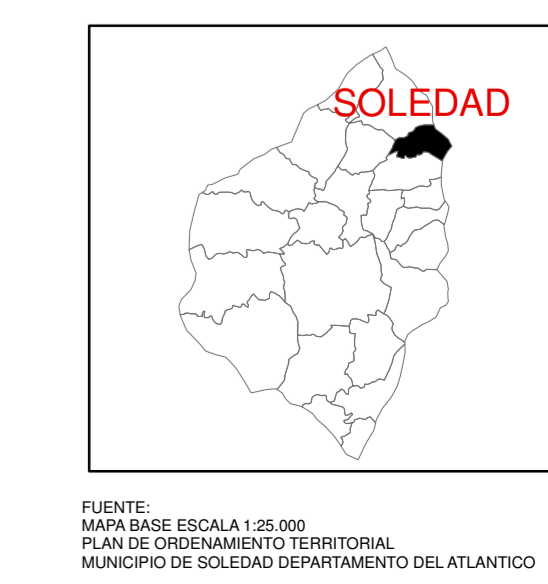 SOLEDAD
FUENTE:
MAPA BASE ESCALA 1:25.000
PLAN DE ORDENAMIENTO TERRITORIAL
MUNICIPIO DE SOLEDAD DEPARTAMENTO DEL ATLANTICO